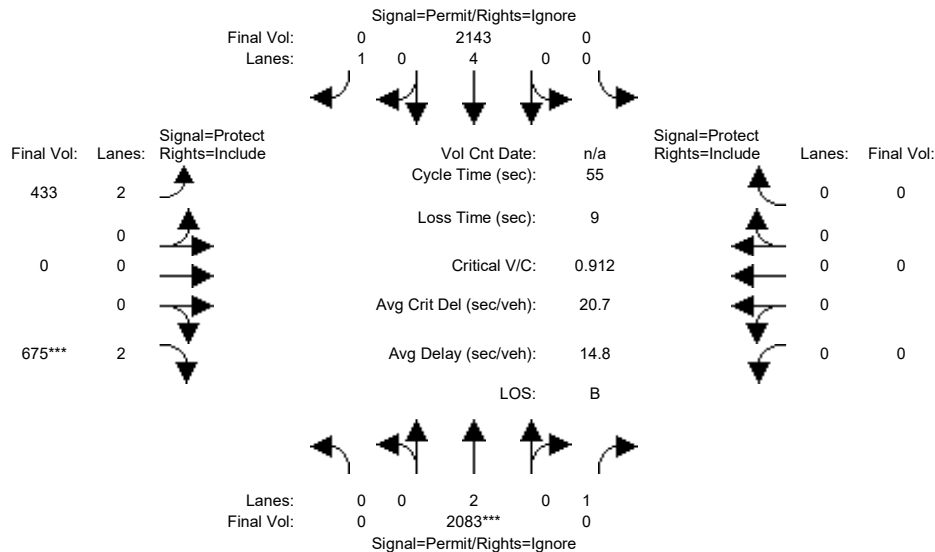 Signal=Permit/Rights=Ignore
Final Vol: 0 2143 0
Lanes: 1 0 4 0 0
Signal=Protect Signal=Protect
Final Vol: Lanes: Rights=Include Vol Cnt Date: n/a Rights=Include Lanes: Final Vol:
Cycle Time (sec): 55
433 2 0 0
Loss Time (sec): 9
0 0
0 0 Critical V/C: 0.912 0 0
0 Avg Crit Del (sec/veh): 20.7 0
675*** 2 Avg Delay (sec/veh): 14.8 0 0
LOS: B
Lanes: 0 0 2 0 1
Final Vol: 0 2083*** 0
Signal=Permit/Rights=Ignore